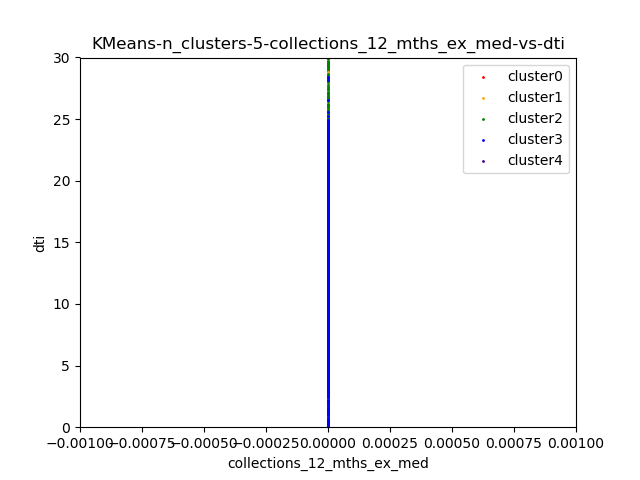 KMeans-n_clusters-5-collections_12_mths_ex_med-vs-dti
30
25
20
15
10
5
0
dti
cluster0
cluster1
cluster2
cluster3
cluster4
−0.00100 −0.00075 −0.00050 −0.00025 0.00000 0.00025 0.00050 0.00075 0.00100
collections_12_mths_ex_med